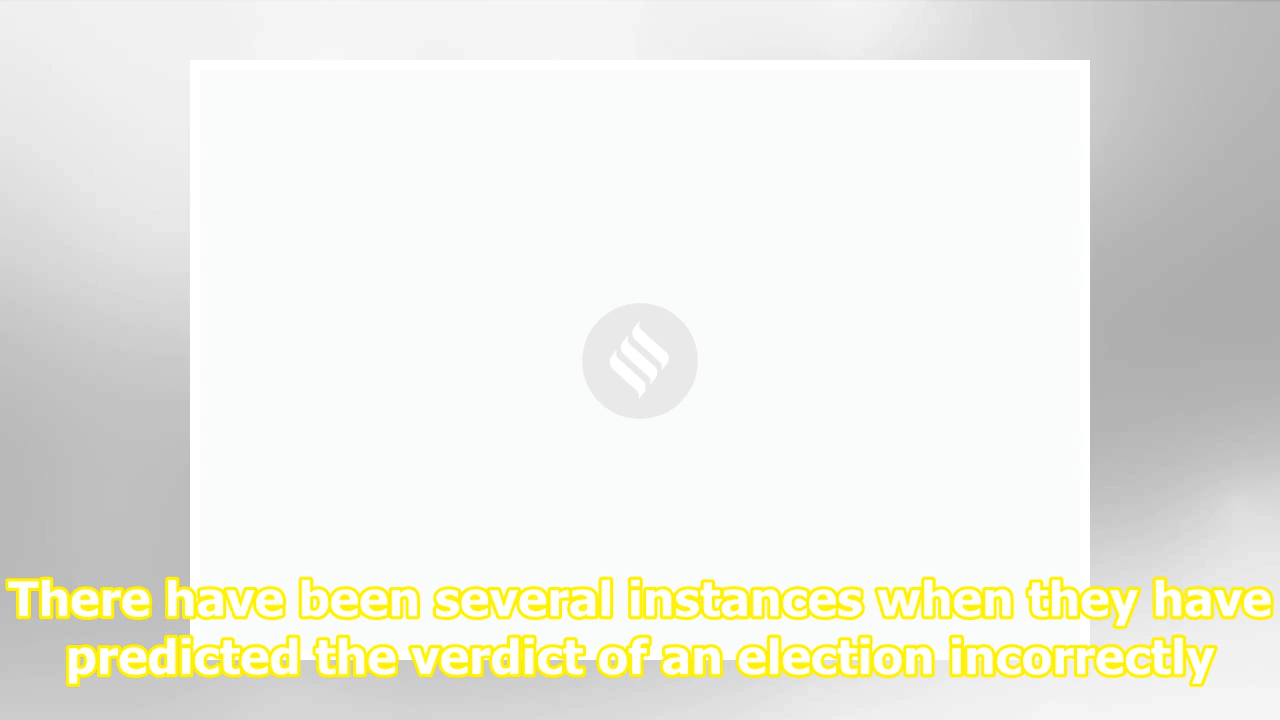 There have been several instances when they have
predicted the verdict of an election incorrectly